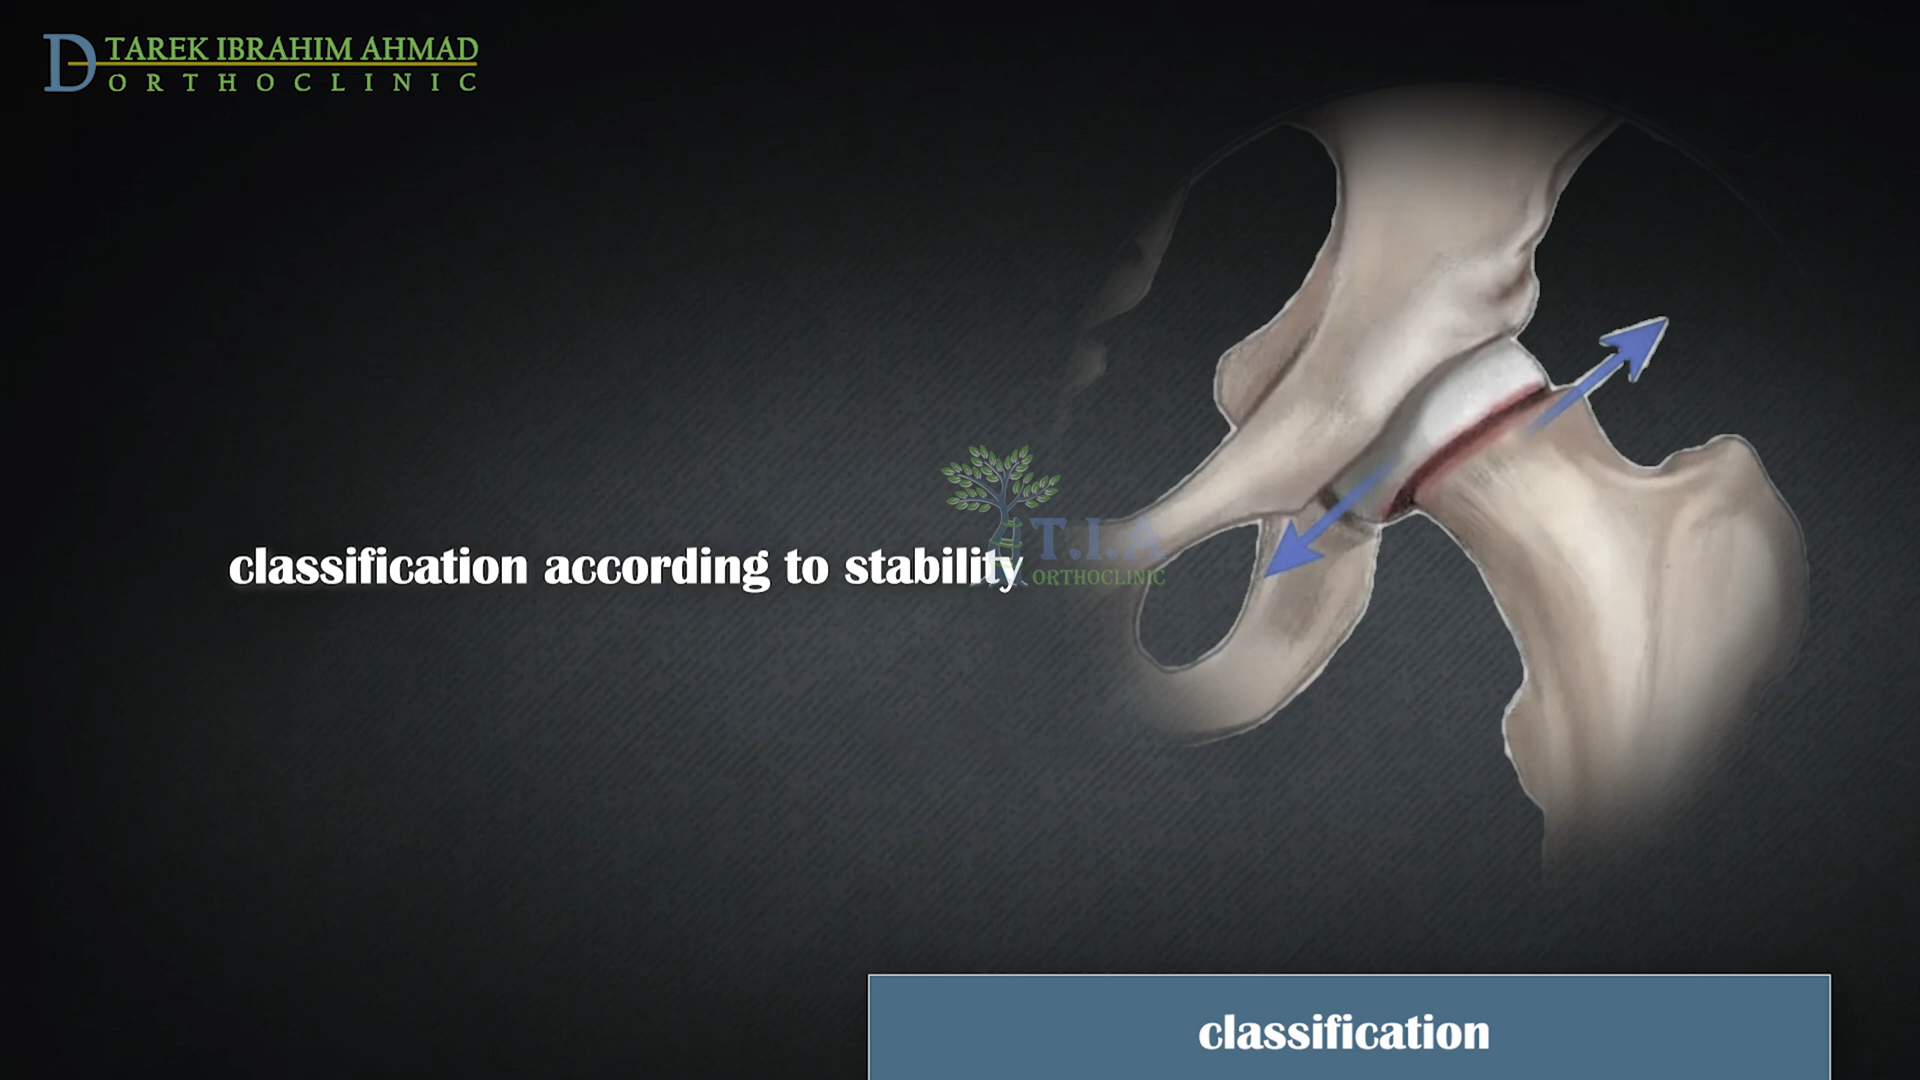 D TAREK IBRAHIM AHMAD
ORTHOCLINIC
classification according to stability
T.I.A
ORTHOCLINIC
classification